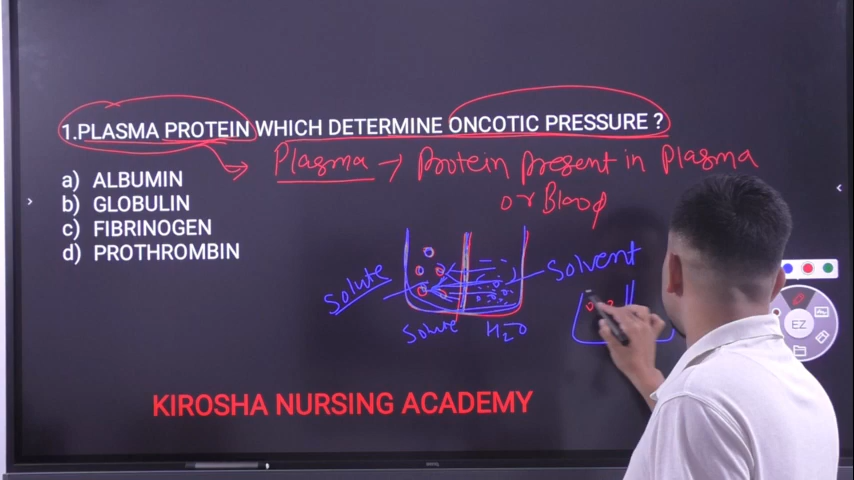 1.PLASMA PROTEIN WHICH DETERMINE ONCOTIC PRESSURE ?
Plasma → Protein present in Plasma
or Blood
a) ALBUMIN
b) GLOBULIN
c) FIBRINOGEN
d) PROTHROMBIN
Solute
Solvent
Solute H2O
EZ
KIROSHA NURSING ACADEMY